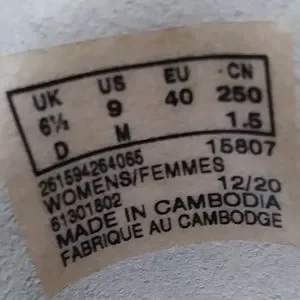 UK US EU CN
6½ 9 40 250
D M 1.5
261594264065 15807
WOMENS/FEMMES
61301802 12/20
MADE IN CAMBODIA
FABRIQUE AU CAMBODGE